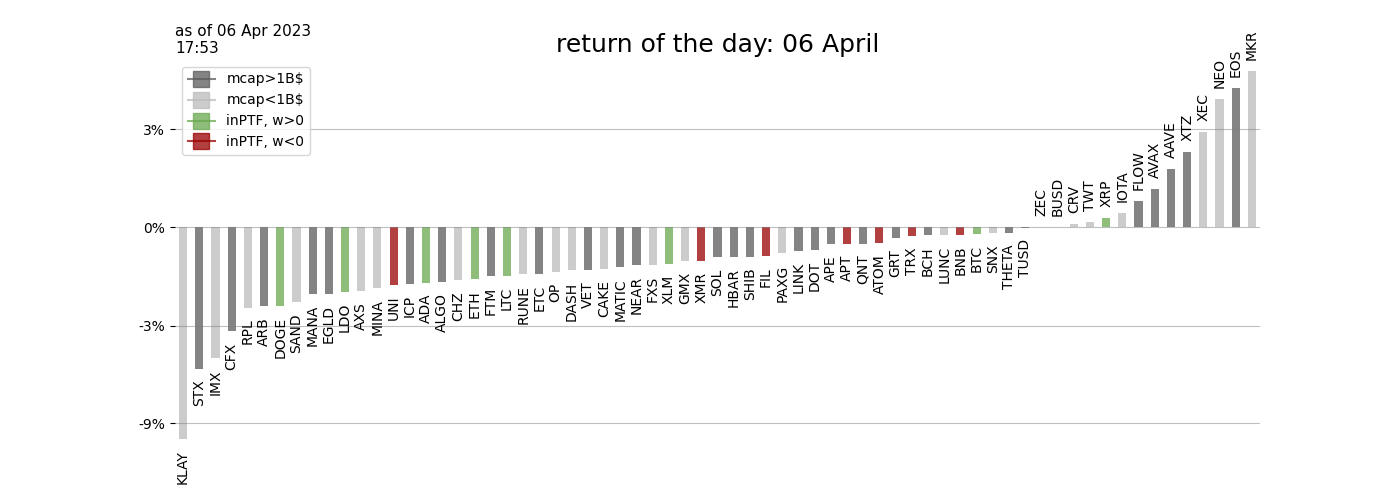 as of 06 Apr 2023
17:53
return of the day: 06 April
mcap>1B$
mcap<1B$
inPTF, w>0
inPTF, w<0
3%
0%
-3%
-9%
KLAY
STX
IMX
CFX
RPL
ARB
DOGE
SAND
MANA
EGLD
LDO
AXS
MINA
UNI
ICP
ADA
ALGO
CHZ
ETH
FTM
LTC
RUNE
ETC
OP
DASH
VET
CAKE
MATIC
NEAR
FXS
XLM
GMX
XMR
SOL
HBAR
SHIB
FIL
PAXG
LINK
DOT
APE
APT
QNT
ATOM
GRT
TRX
BCH
LUNC
BNB
BTC
SNX
THETA
TUSD
ZEC
BUSD
CRV
TWT
XRP
IOTA
FLOW
AVAX
AAVE
XTZ
XEC
NEO
EOS
MKR